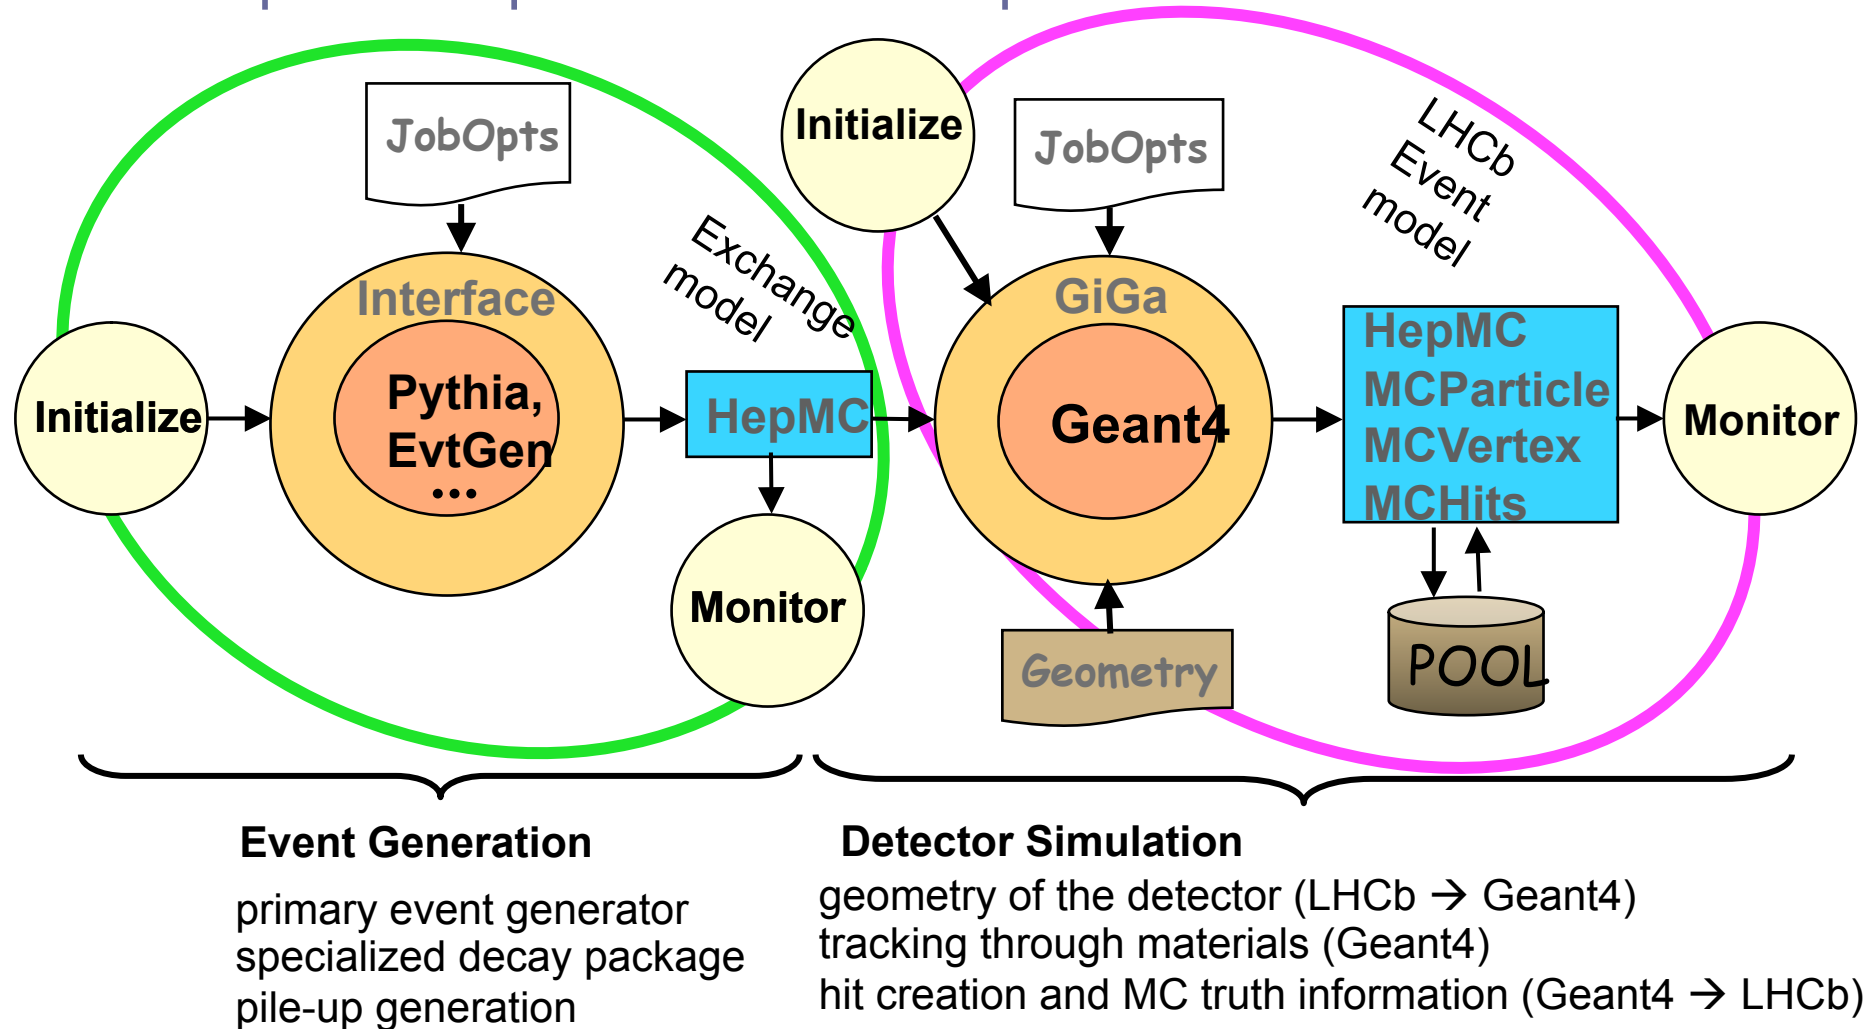 JobOpts
Interface
Exchange
model
Initialize
Pythia,
EvtGen
...
HepMC
Monitor
Initialize
JobOpts
LHCb
Event
model
GiGa
Geant4
HepMC
MCParticle
MCVertex
MCHits
Monitor
Geometry
POOL
Event Generation
primary event generator
specialized decay package
pile-up generation
Detector Simulation
geometry of the detector (LHCb → Geant4)
tracking through materials (Geant4)
hit creation and MC truth information (Geant4 → LHCb)